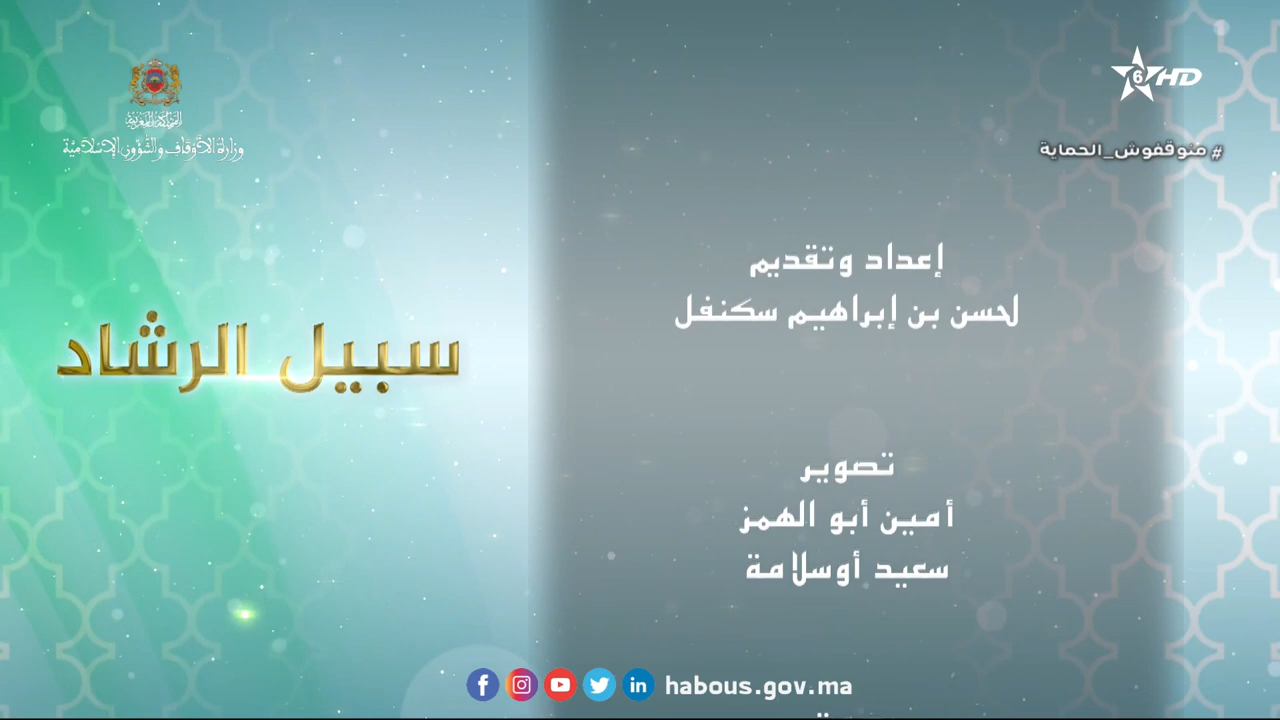 المملكة المغربية
وزارة الأوقاف والشؤون الإسلامية
6 HD
#منوقفوش_الحماية
سبيل الرشاد
إعداد وتقديم
لحسن بن إبراهيم سكنفل
تصوير
أمين أبو الهمز
سعيد أوسلامة
habous.gov.ma